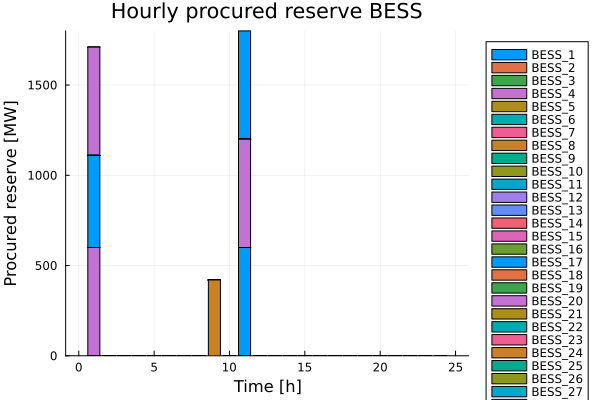 Hourly procured reserve BESS
Procured reserve [MW]
1500
1000
500
0
0 5 10 15 20 25
Time [h]
BESS_1
BESS_2
BESS_3
BESS_4
BESS_5
BESS_6
BESS_7
BESS_8
BESS_9
BESS_10
BESS_11
BESS_12
BESS_13
BESS_14
BESS_15
BESS_16
BESS_17
BESS_18
BESS_19
BESS_20
BESS_21
BESS_22
BESS_23
BESS_24
BESS_25
BESS_26
BESS_27